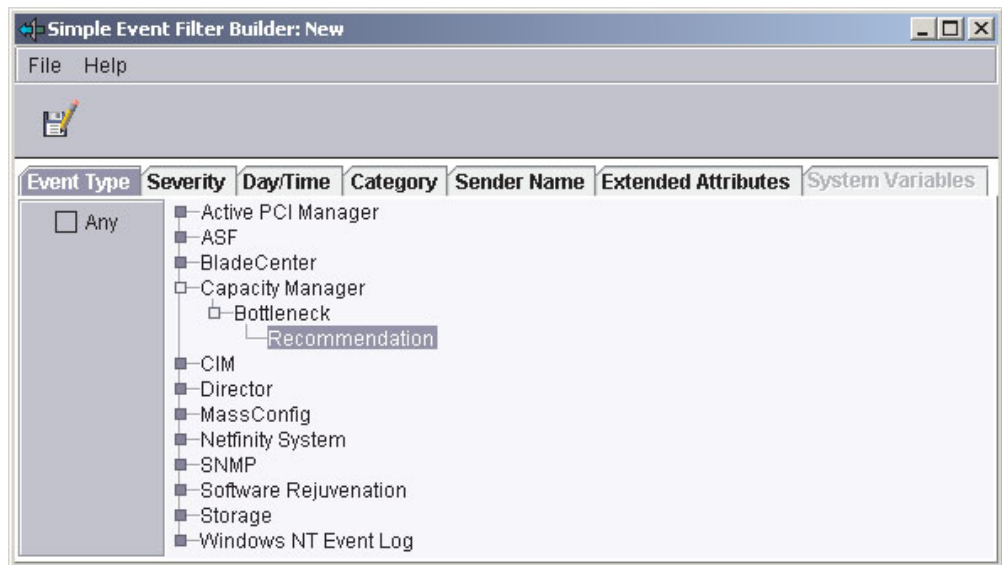 Simple Event Filter Builder: New
File Help
Event Type Severity Day/Time Category Sender Name Extended Attributes System Variables
Any
Active PCI Manager
ASF
BladeCenter
Capacity Manager
Bottleneck
Recommendation
CIM
Director
MassConfig
Netfinity System
SNMP
Software Rejuvenation
Storage
Windows NT Event Log